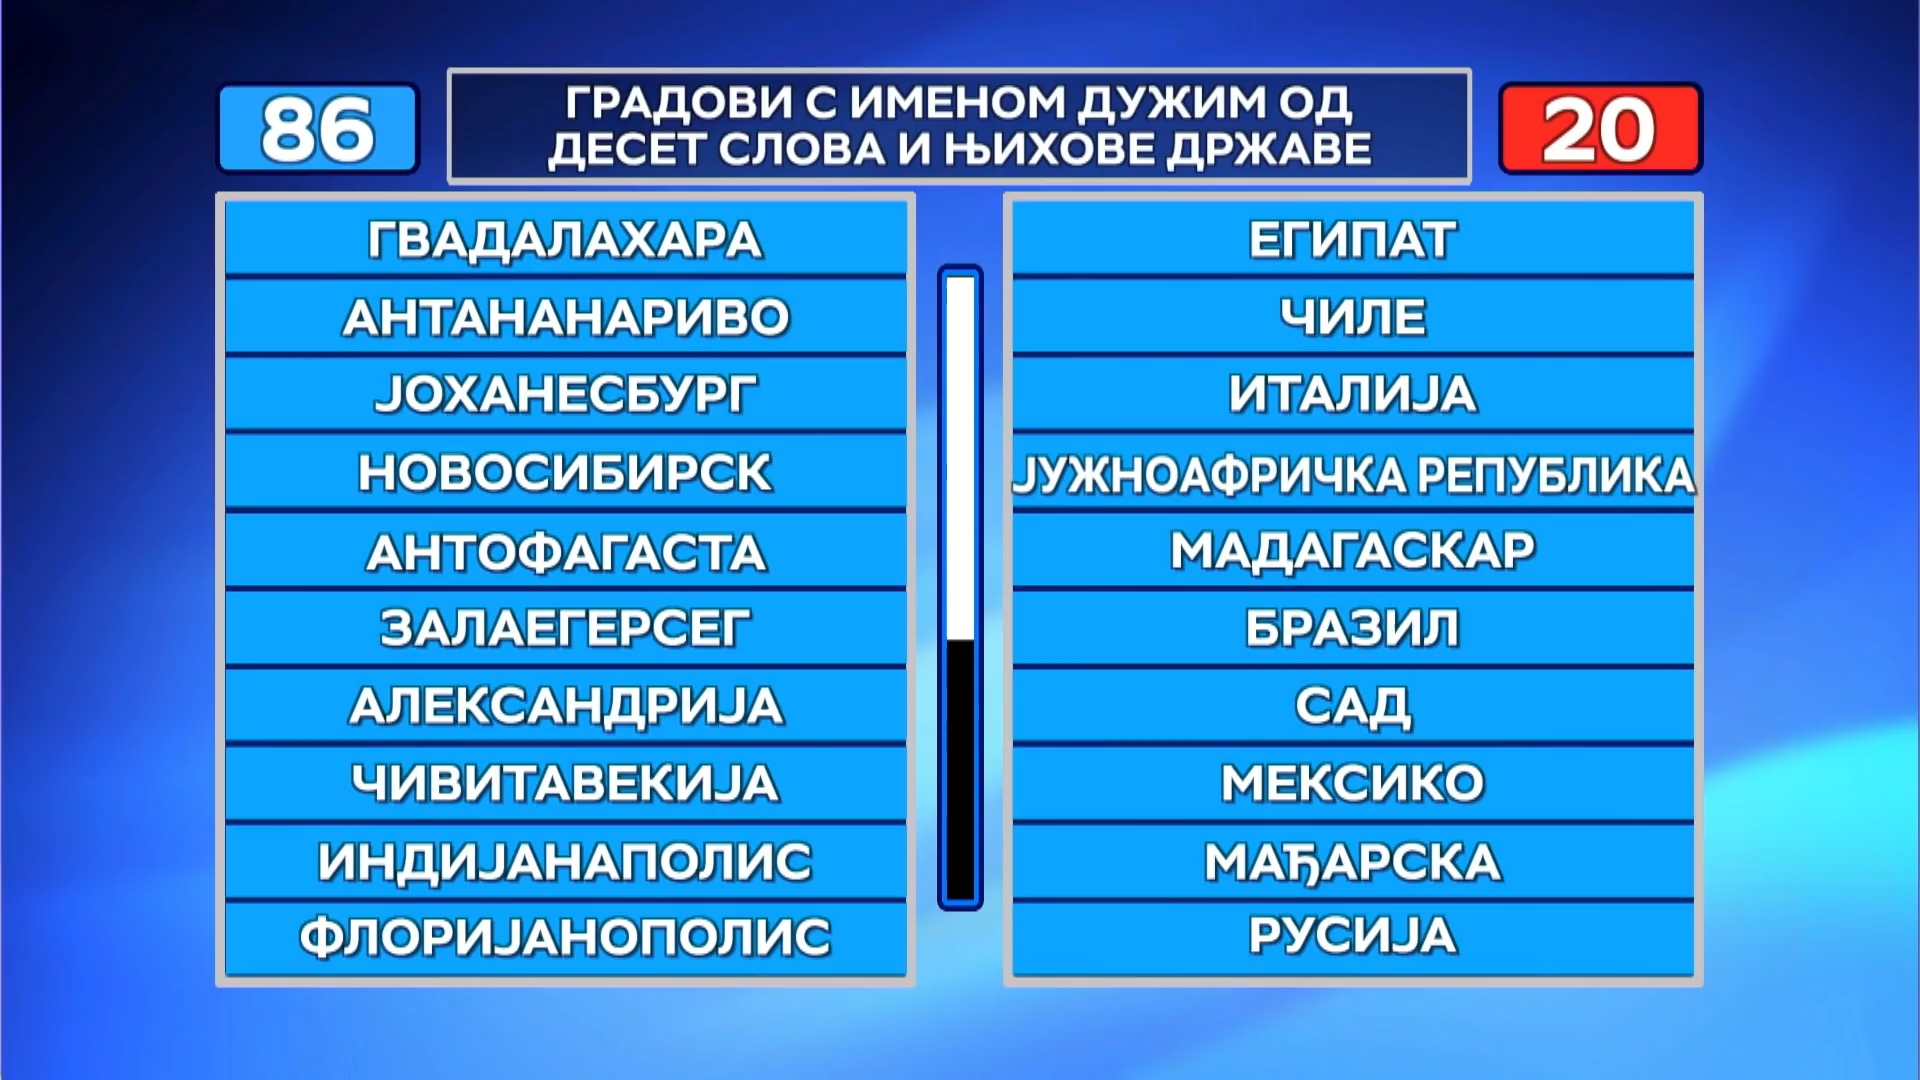 86
ГРАДОВИ С ИМЕНОМ ДУЖИМ ОД
ДЕСЕТ СЛОВА И ЊИХОВЕ ДРЖАВЕ
20
ГВАДАЛАХАРА
ЕГИПАТ
АНТАНАНАРИВО
ЧИЛЕ
ЈОХАНЕСБУРГ
ИТАЛИЈА
НОВОСИБИРСК
ЈУЖНОАФРИЧКА РЕПУБЛИКА
АНТОФАГАСТА
МАДАГАСКАР
ЗАЛАЕГЕРСЕГ
БРАЗИЛ
АЛЕКСАНДРИЈА
САД
ЧИВИТАВЕКИЈА
МЕКСИКО
ИНДИЈАНАПОЛИС
МАЂАРСКА
ФЛОРИЈАНОПОЛИС
РУСИЈА